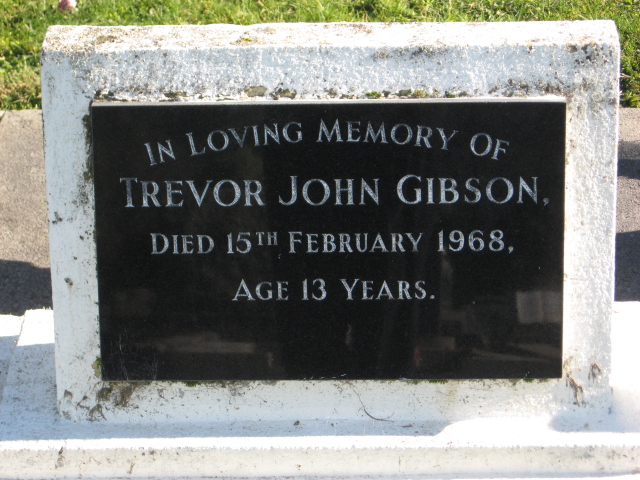 In Loving Memory Of
Trevor John Gibson,
Died 15th February 1968,
Age 13 Years.